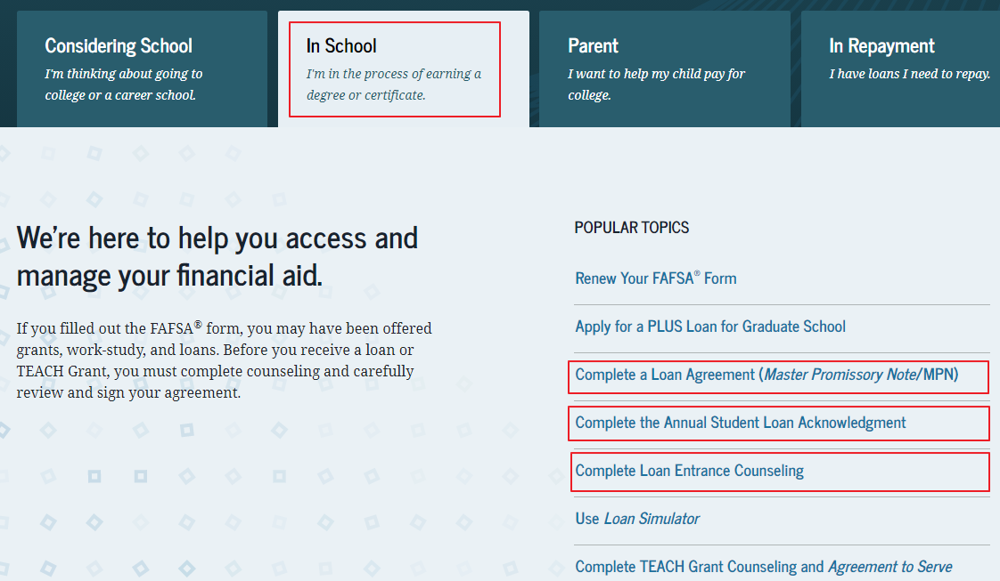 Considering School
I'm thinking about going to
college or a career school.
In School
I'm in the process of earning a
degree or certificate.
Parent
I want to help my child pay for
college.
In Repayment
I have loans I need to repay.
We're here to help you access and
manage your financial aid.
If you filled out the FAFSA® form, you may have been offered
grants, work-study, and loans. Before you receive a loan or
TEACH Grant, you must complete counseling and carefully
review and sign your agreement.
POPULAR TOPICS
Renew Your FAFSA® Form
Apply for a PLUS Loan for Graduate School
Complete a Loan Agreement (Master Promissory Note/MPN)
Complete the Annual Student Loan Acknowledgment
Complete Loan Entrance Counseling
Use Loan Simulator
Complete TEACH Grant Counseling and Agreement to Serve